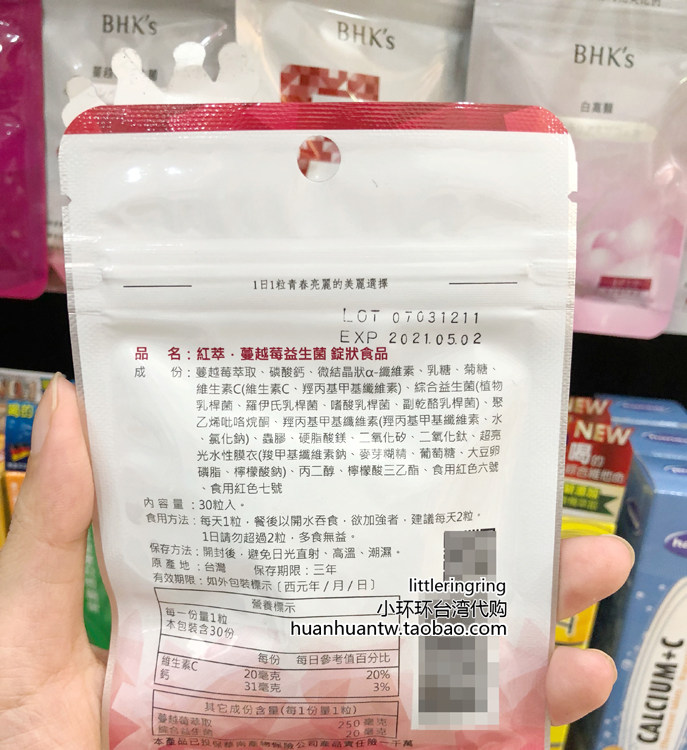 BHK's
BHK's
BHK's
白高顆
1日1粒青春亮麗的美麗選擇
LOT 07031211
EXP 2021.05.02
品 名：紅萃·蔓越莓益生菌 錠狀食品
成 份：蔓越莓萃取、磷酸鈣、微結晶狀α-纖維素、乳糖、菊糖、
維生素C(維生素C、羥丙基甲基纖維素)、綜合益生菌(植物
乳桿菌、羅伊氏乳桿菌、嗜酸乳桿菌、副乾酪乳桿菌)、聚
乙烯吡咯烷酮、羥丙基甲基纖維素(羥丙基甲基纖維素、水
、氯化鈉)、蟲膠、硬脂酸鎂、二氧化矽、二氧化鈦、超亮
光水性膜衣(羧甲基纖維素鈉、麥芽糊精、葡萄糖、大豆卵
磷脂、檸檬酸鈉)、丙二醇、檸檬酸三乙酯、食用紅色六號
、食用紅色七號
內容量：30粒入。
食用方法：每天1粒，餐後以開水吞食，欲加強者，建議每天2粒。
1日請勿超過2粒，多食無益。
保存方法：開封後，避免日光直射、高溫、潮濕。
原產地：台灣 保存期限：三年
有效期限：如外包裝標示〔西元年/月/日〕
營養標示
每一份量1粒
本包裝含30份
每份 每日參考值百分比
維生素C 20毫克 20%
鈣 31毫克 3%
其它成份含量(每1份量1粒)
蔓越莓萃取 250毫克
綜合益生菌 20毫克
littleringring
小环环台湾代购
huanhuantw.taobao.com
NEW
CALCIUM+C